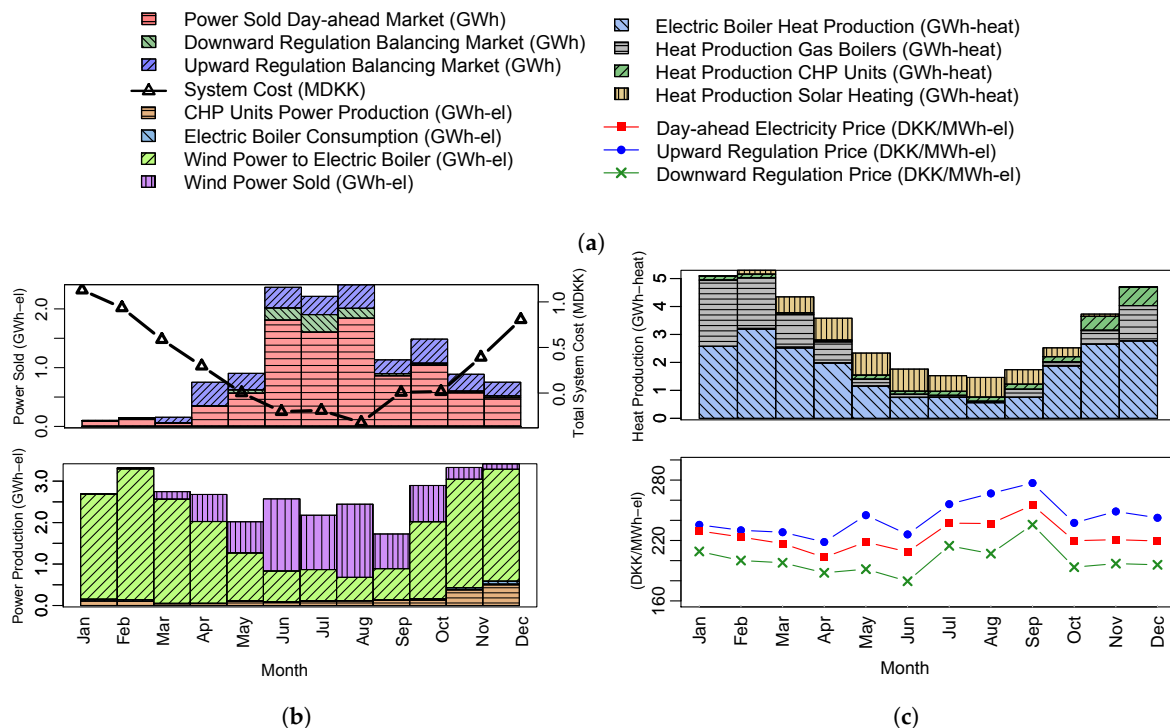 Power Sold Day-ahead Market (GWh)
Downward Regulation Balancing Market (GWh)
Upward Regulation Balancing Market (GWh)
System Cost (MDKK)
CHP Units Power Production (GWh-el)
Electric Boiler Consumption (GWh-el)
Wind Power to Electric Boiler (GWh-el)
Wind Power Sold (GWh-el)
Electric Boiler Heat Production (GWh-heat)
Heat Production Gas Boilers (GWh-heat)
Heat Production CHP Units (GWh-heat)
Heat Production Solar Heating (GWh-heat)
Day-ahead Electricity Price (DKK/MWh-el)
Upward Regulation Price (DKK/MWh-el)
Downward Regulation Price (DKK/MWh-el)
(a)
Power Sold (GWh−el)
0.0 1.0 2.0
0.0 0.5 1.0
Total System Cost (MDKK)
Power Production (GWh−el)
0.0 1.0 3.0
Jan Feb Mar Apr May Jun Jul Aug Sep Oct Nov Dec
Month
(b)
Heat Production (GWh−heat)
0 1 2 3 4 5
(DKK/MWh−el)
160 220 280
Jan Feb Mar Apr May Jun Jul Aug Sep Oct Nov Dec
Month
(c)